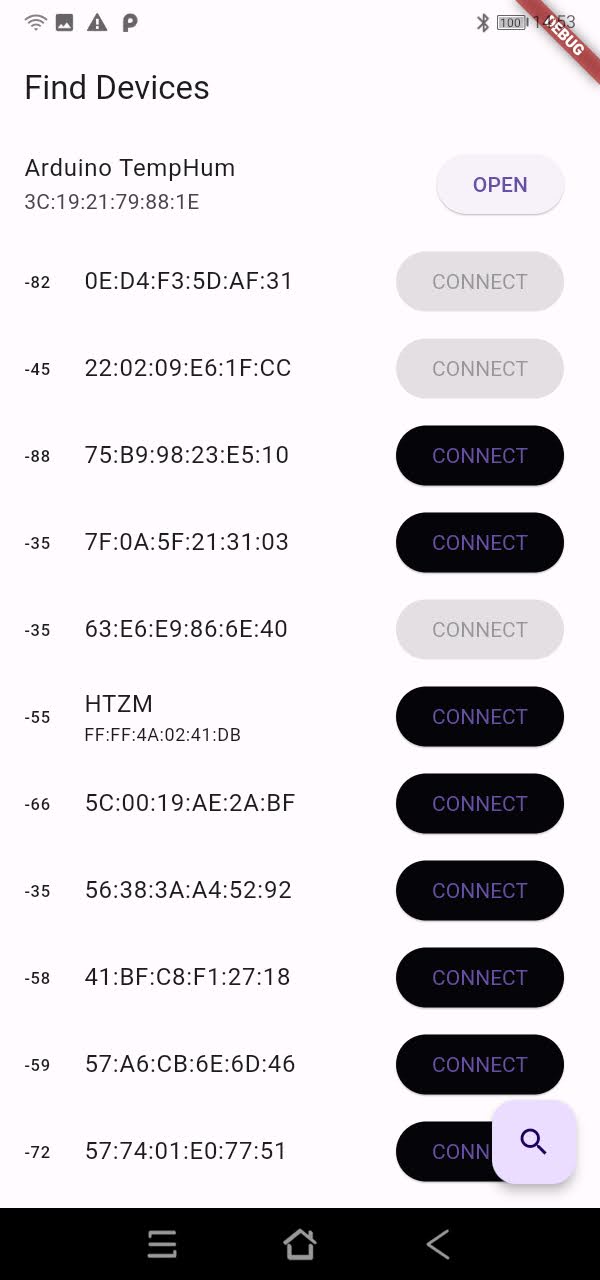 100 14:53
DEBUG
Find Devices
Arduino TempHum
3C:19:21:79:88:1E
OPEN
-82 0E:D4:F3:5D:AF:31 CONNECT
-45 22:02:09:E6:1F:CC CONNECT
-88 75:B9:98:23:E5:10 CONNECT
-35 7F:0A:5F:21:31:03 CONNECT
-35 63:E6:E9:86:6E:40 CONNECT
-55 HTZM CONNECT
FF:FF:4A:02:41:DB
-66 5C:00:19:AE:2A:BF CONNECT
-35 56:38:3A:A4:52:92 CONNECT
-58 41:BF:C8:F1:27:18 CONNECT
-59 57:A6:CB:6E:6D:46 CONNECT
-72 57:74:01:E0:77:51 CONN